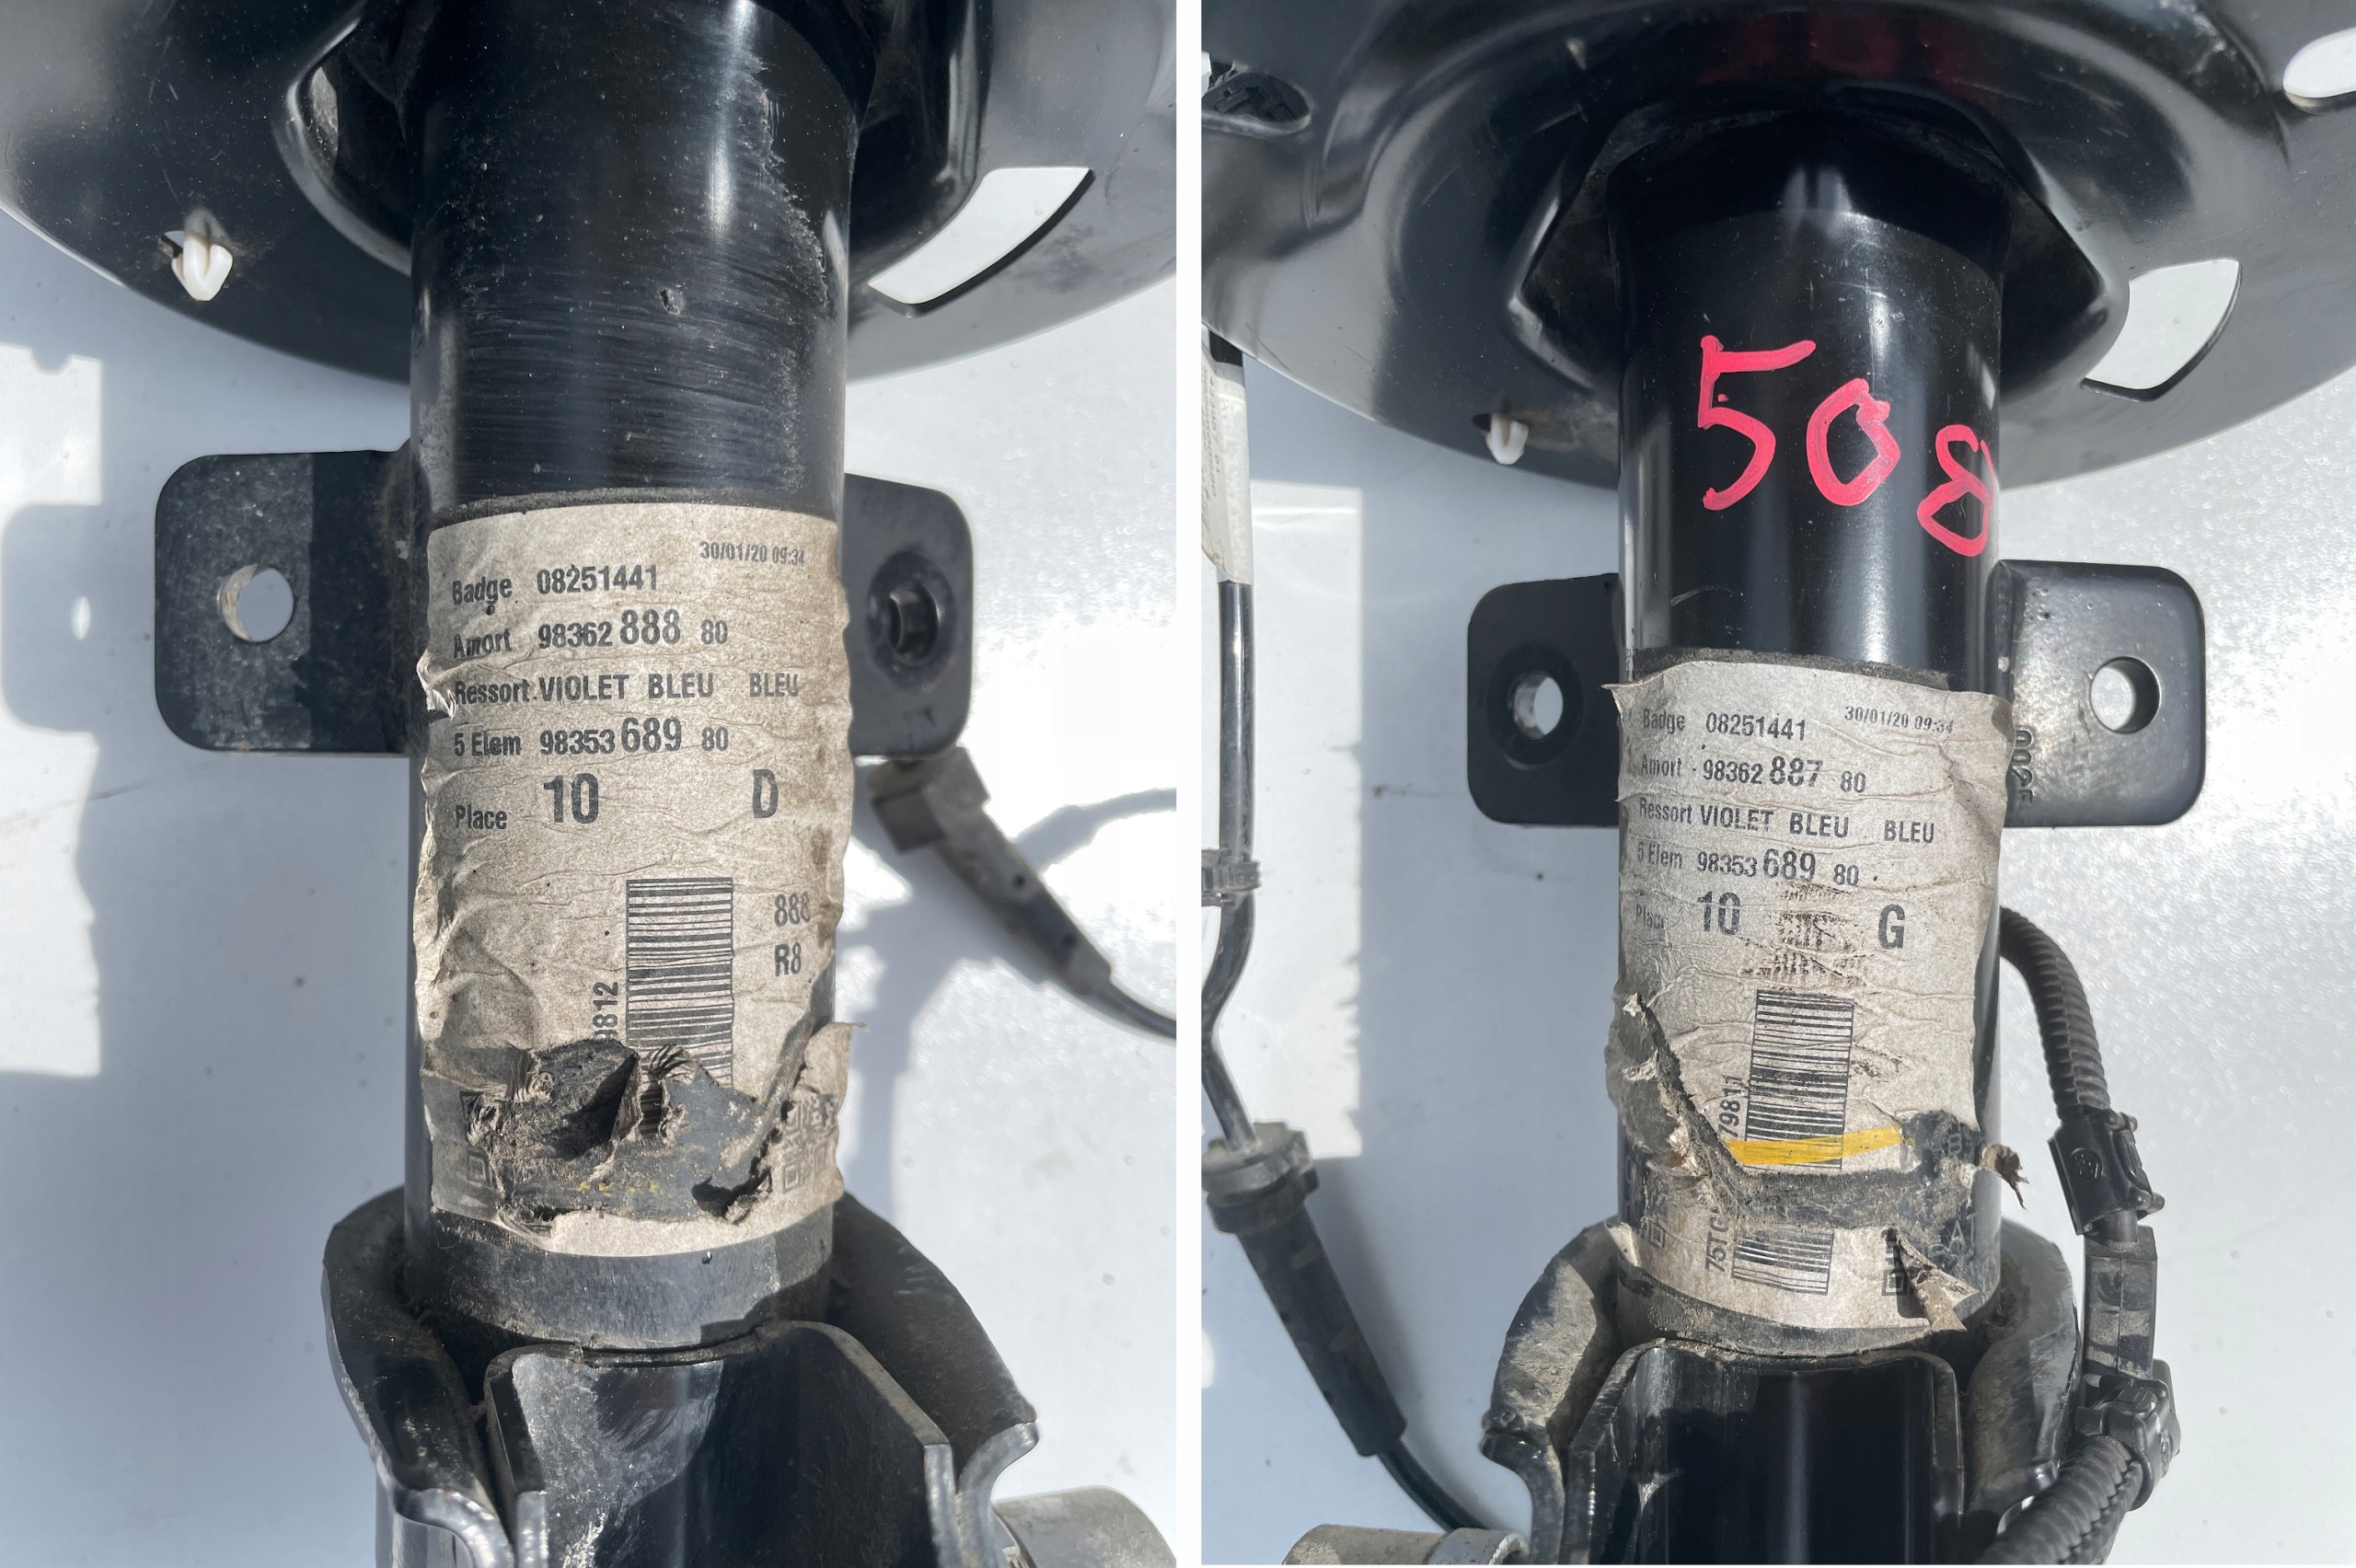 30/01/20 09:34
Badge 08251441
Amort 98362 888 80
Ressort VIOLET BLEU BLEU
5 Elem 98353 689 80
Place 10 D
888
R8
9812
508
Badge 08251441 30/01/20 09:34
Amort 98362 887 80
Ressort VIOLET BLEU BLEU
5 Elem 98353 689 80
Place 10 G
79811